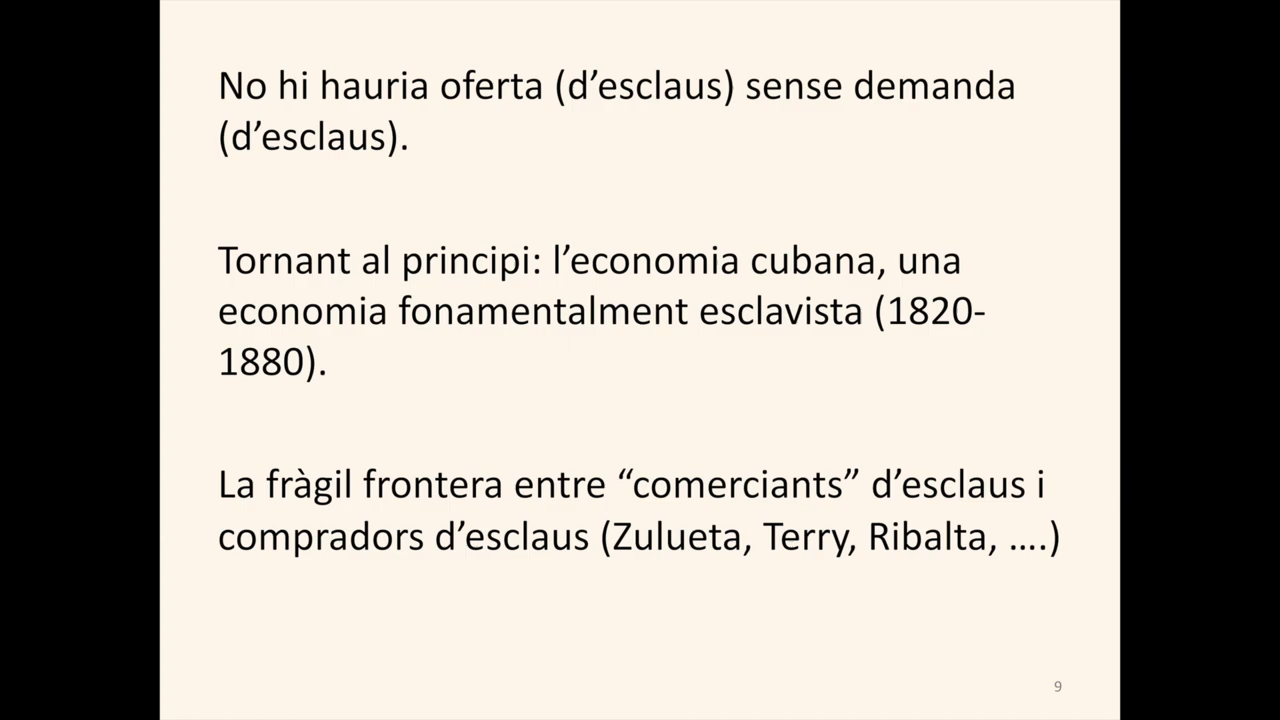 No hi hauria oferta (d’esclaus) sense demanda
(d’esclaus).
Tornant al principi: l’economia cubana, una
economia fonamentalment esclavista (1820-
1880).
La fràgil frontera entre “comerciants” d’esclaus i
compradors d’esclaus (Zulueta, Terry, Ribalta, ….)
9